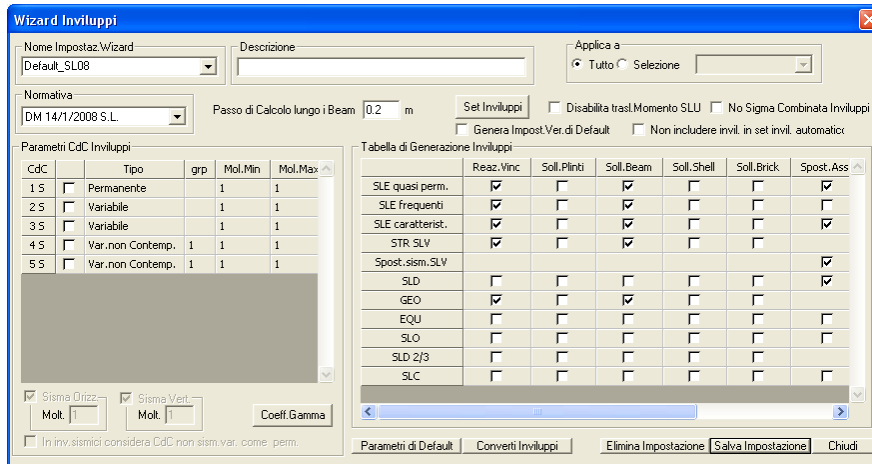 Wizard Inviluppi
Nome Impostaz.Wizard
Default_SL08
Descrizione
Applica a
Tutto
Selezione
Normativa
DM 14/1/2008 S.L.
Passo di Calcolo lungo i Beam
0.2
m
Set Inviluppi
Disabilita trasl.Momento SLU
No Sigma Combinata Inviluppi
Genera Impost.Ver.di Default
Non includere invil. in set invil. automatico
Parametri CdC Inviluppi
CdC Tipo grp Mol.Min Mol.Max
1 S Permanente 1 1
2 S Variabile 1 1
3 S Variabile 1 1
4 S Var.non Contemp. 1 1 1
5 S Var.non Contemp. 1 1 1
Sisma Orizz.
Molt. 1
Sisma Vert.
Molt. 1
Coeff.Gamma
In inv.sismici considera CdC non sism.var. come perm.
Tabella di Generazione Inviluppi
Reaz.Vinc Soll.Plinti Soll.Beam Soll.Shell Soll.Brick Spost.Ass
SLE quasi perm.
SLE frequenti
SLE caratterist.
STR SLV
Spost.sism.SLV
SLD
GEO
EQU
SLO
SLD 2/3
SLC
Parametri di Default
Converti Inviluppi
Elimina Impostazione
Salva Impostazione
Chiudi